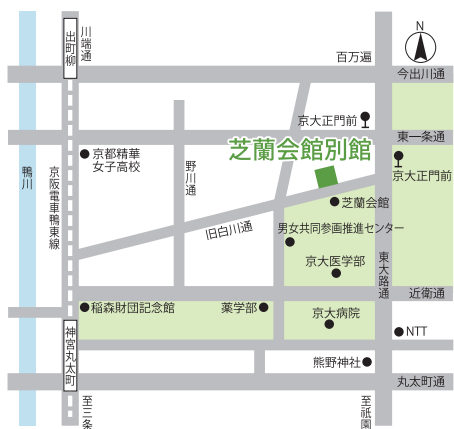 N
出町柳
川端通
百万遍
今出川通
京大正門前
東一条通
芝蘭会館別館
京大正門前
京都精華
女子高校
鴨川
京阪電車鴨東線
野川通
芝蘭会館
旧白川通
男女共同参画推進センター
京大医学部
東大路通
近衛通
稲森財団記念館
薬学部
京大病院
神宮丸太町
NTT
熊野神社
丸太町通
至三条
至祇園